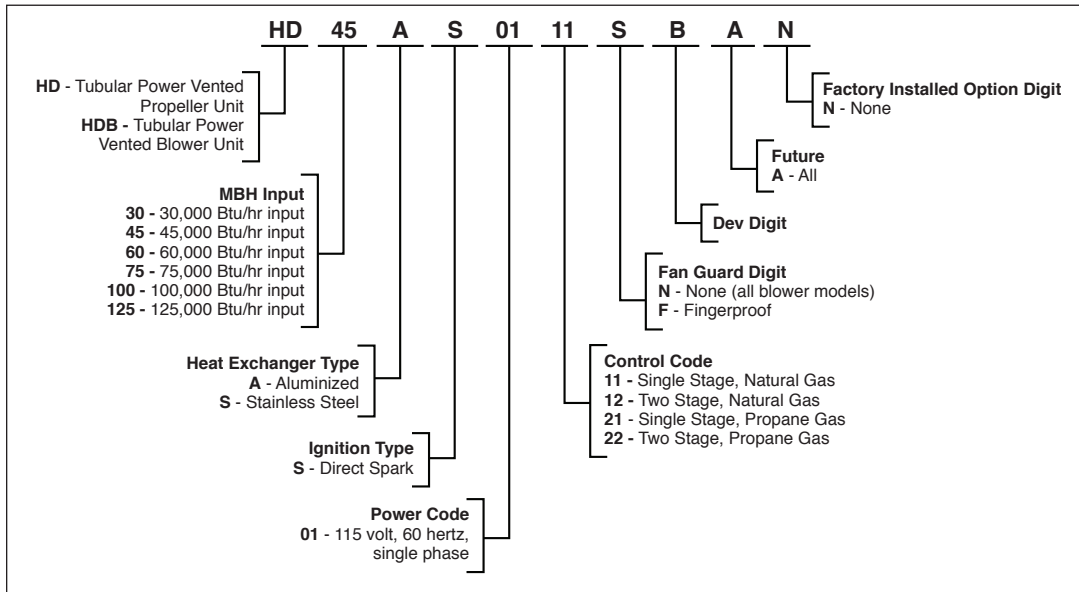 HD 45 A S 01 11 S B A N
HD - Tubular Power Vented
Propeller Unit
HDB - Tubular Power
Vented Blower Unit
MBH Input
30 - 30,000 Btu/hr input
45 - 45,000 Btu/hr input
60 - 60,000 Btu/hr input
75 - 75,000 Btu/hr input
100 - 100,000 Btu/hr input
125 - 125,000 Btu/hr input
Heat Exchanger Type
A - Aluminized
S - Stainless Steel
Ignition Type
S - Direct Spark
Power Code
01 - 115 volt, 60 hertz,
single phase
Factory Installed Option Digit
N - None
Future
A - All
Dev Digit
Fan Guard Digit
N - None (all blower models)
F - Fingerproof
Control Code
11 - Single Stage, Natural Gas
12 - Two Stage, Natural Gas
21 - Single Stage, Propane Gas
22 - Two Stage, Propane Gas